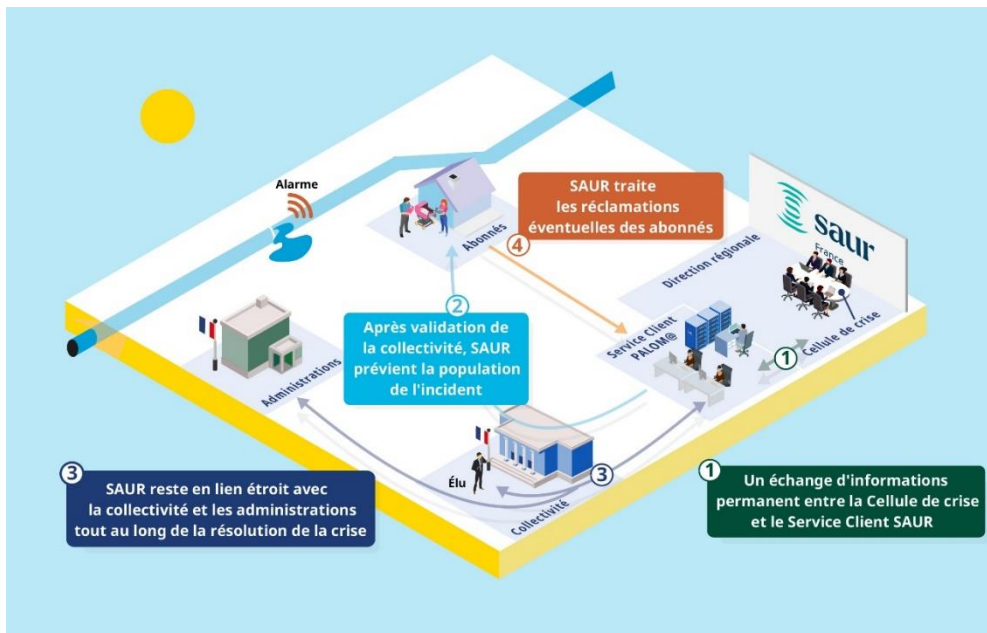 Alarme
Abonnés
4
SAUR traite
les réclamations
éventuelles des abonnés
saur
France
Direction régionale
Cellule de crise
Service Client
PALOM@
1
2
Après validation de
la collectivité, SAUR
prévient la population
de l'incident
Administrations
Élu
Collectivité
3
3
SAUR reste en lien étroit avec
la collectivité et les administrations
tout au long de la résolution de la crise
1
Un échange d'informations
permanent entre la Cellule de crise
et le Service Client SAUR